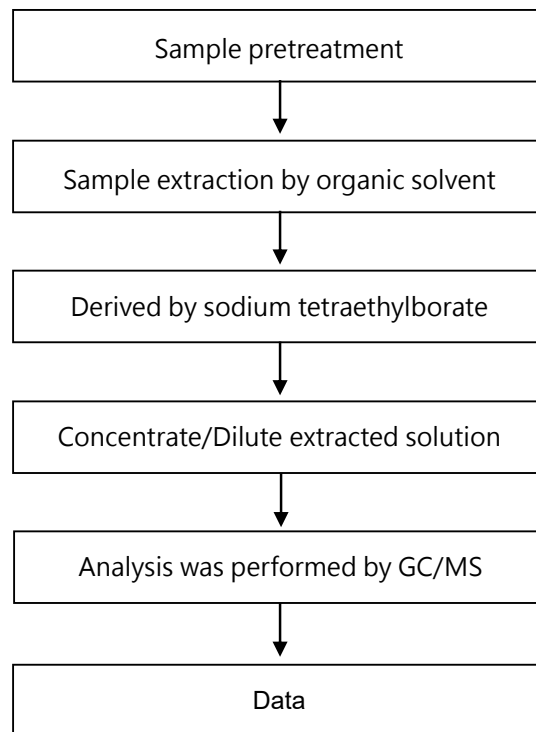 Sample pretreatment
Sample extraction by organic solvent
Derived by sodium tetraethylborate
Concentrate/Dilute extracted solution
Analysis was performed by GC/MS
Data